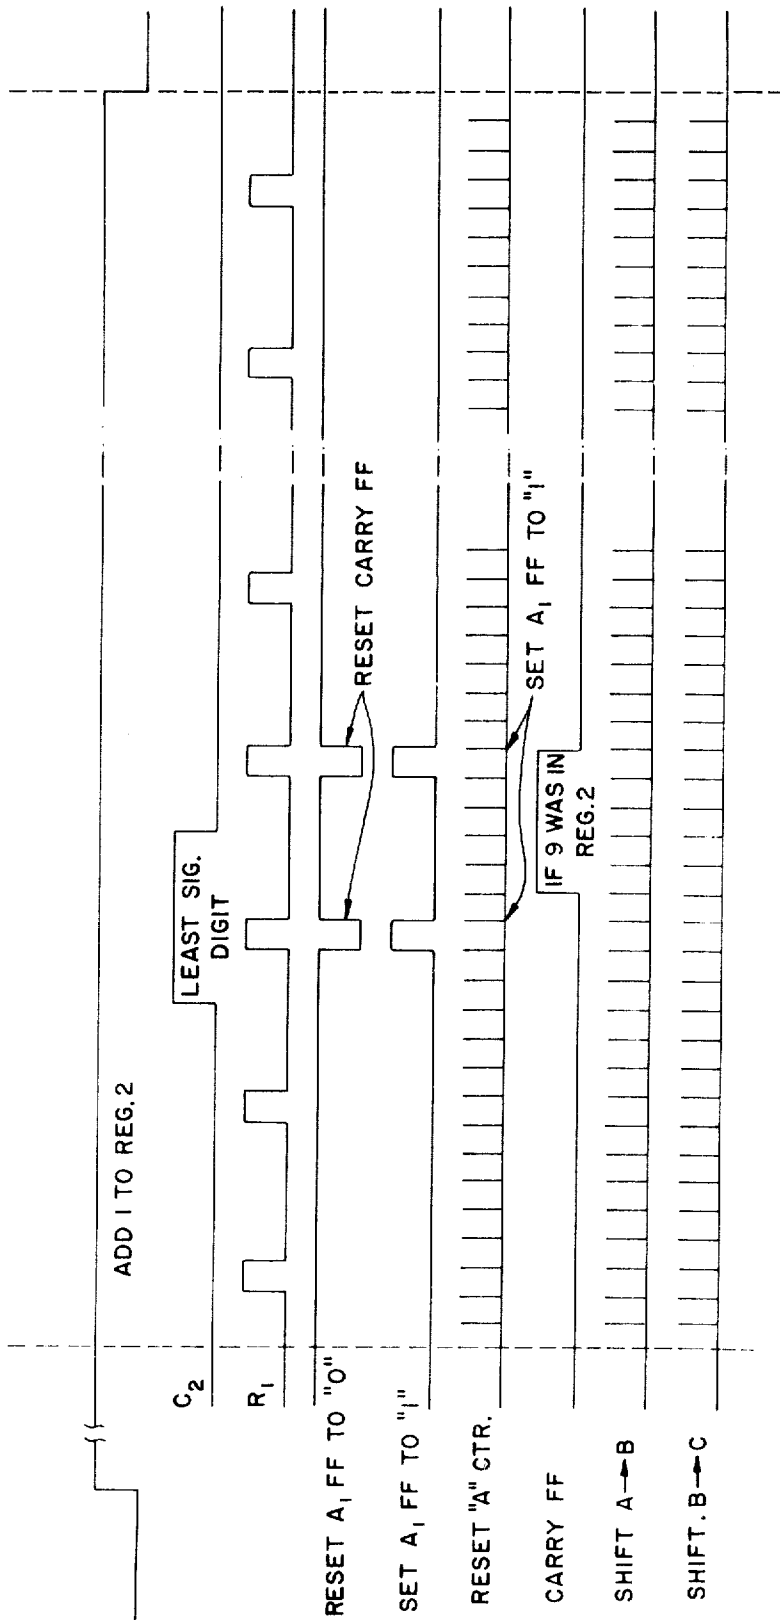 ADD 1 TO REG. 2
C2
LEAST SIG.
DIGIT
R1
RESET A1 FF TO "0"
RESET CARRY FF
SET A1 FF TO "1"
RESET "A" CTR.
SET A1 FF TO "1"
CARRY FF
IF 9 WAS IN
REG. 2
SHIFT A→B
SHIFT. B→C